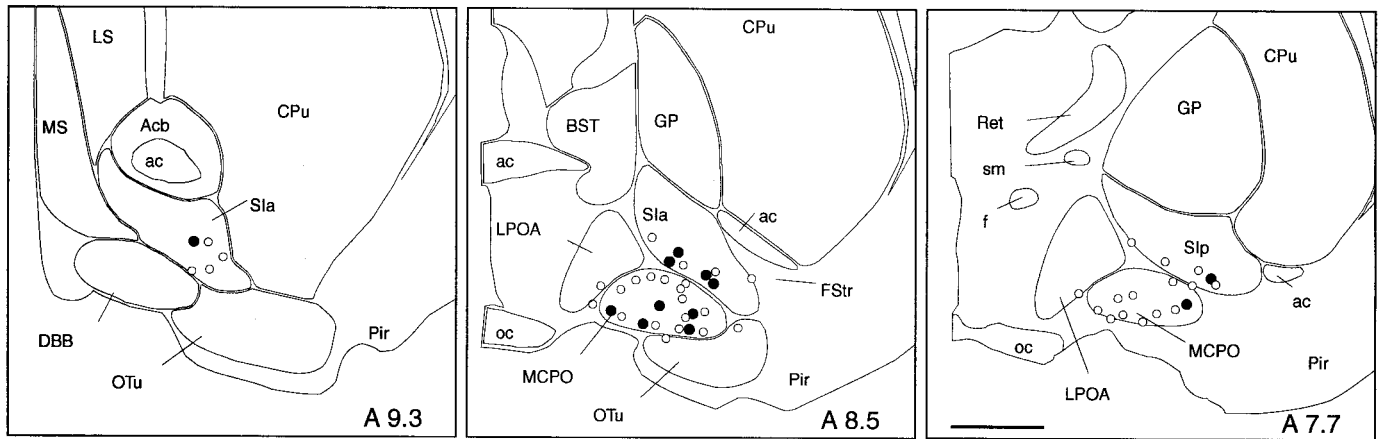 LS
MS
Acb
ac
CPu
SIa
DBB
OTu
Pir
A 9.3
CPu
BST
GP
ac
LPOA
SIa
ac
FStr
oc
MCPO
OTu
Pir
A 8.5
CPu
GP
Ret
sm
f
SIp
ac
oc
MCPO
LPOA
Pir
A 7.7